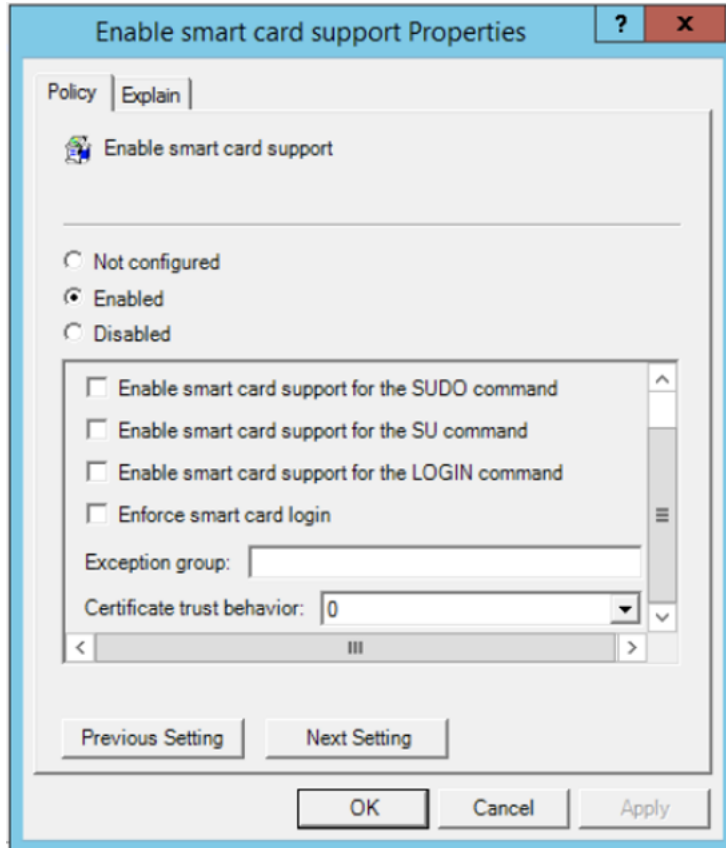 Enable smart card support Properties
? x
Policy Explain
Enable smart card support
Not configured
Enabled
Disabled
Enable smart card support for the SUDO command
Enable smart card support for the SU command
Enable smart card support for the LOGIN command
Enforce smart card login
Exception group:
Certificate trust behavior: 0
Previous Setting Next Setting
OK Cancel Apply